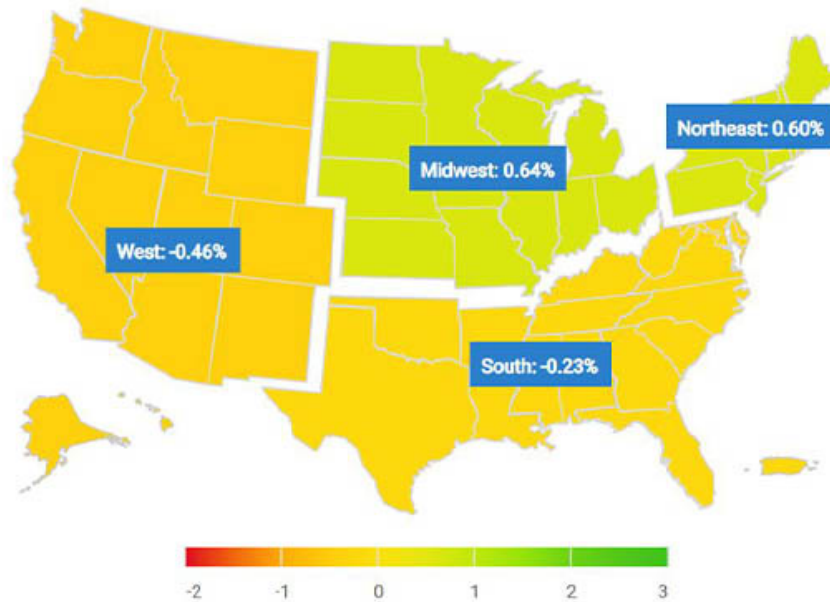 Northeast: 0.60%
Midwest: 0.64%
West: -0.46%
South: -0.23%
-2 -1 0 1 2 3